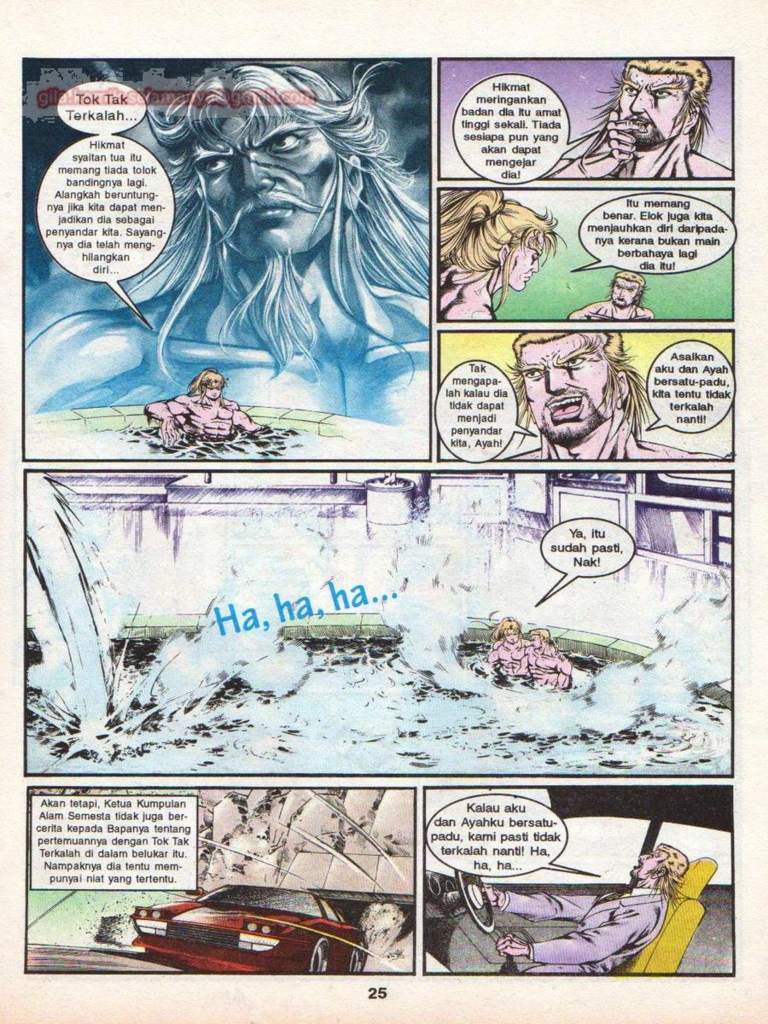 Tok Tak
Terkalah...
Hikmat
syaitan tua itu
memang tiada tolok
bandingnya lagi.
Alangkah beruntung-
nya jika kita dapat men-
jadikan dia sebagai
penyandar kita. Sayang-
nya dia telah meng-
hilangkan
diri...
Hikmat
meringankan
badan dia itu amat
tinggi sekali. Tiada
sesiapa pun yang
akan dapat
mengejar
dia!
Itu memang
benar. Elok juga kita
menjauhkan diri daripada-
nya kerana bukan main
berbahaya lagi
dia itu!
Tak
mengapa-
lah kalau dia
tidak dapat
menjadi
penyandar
kita, Ayah!
Asalkan
aku dan Ayah
bersatu-padu,
kita tentu tidak
terkalah
nanti!
Ya, itu
sudah pasti,
Nak!
Ha, ha, ha...
Akan tetapi, Ketua Kumpulan
Alam Semesta tidak juga ber-
cerita kepada Bapanya tentang
pertemuannya dengan Tok Tak
Terkalah di dalam belukar itu.
Nampaknya dia tentu mem-
punyai niat yang tertentu.
Kalau aku
dan Ayahku bersatu-
padu, kami pasti tidak
terkalah nanti! Ha,
ha, ha...
25